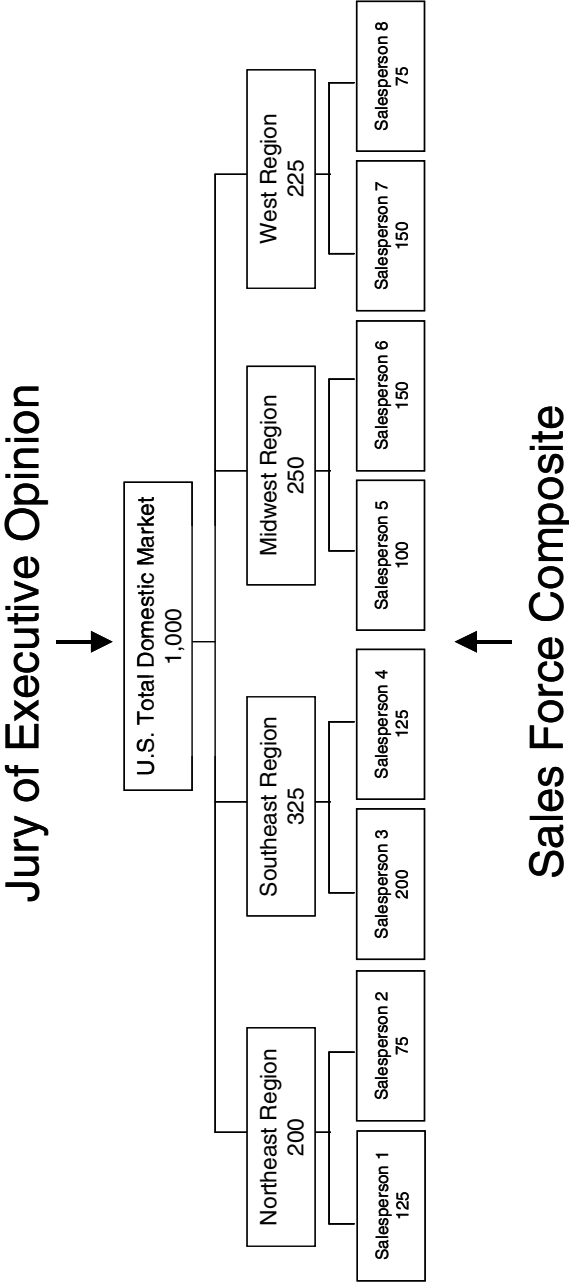 Jury of Executive Opinion
U.S. Total Domestic Market
1,000
Northeast Region
200
Southeast Region
325
Midwest Region
250
West Region
225
Salesperson 1
125
Salesperson 2
75
Salesperson 3
200
Salesperson 4
125
Salesperson 5
100
Salesperson 6
150
Salesperson 7
150
Salesperson 8
75
Sales Force Composite